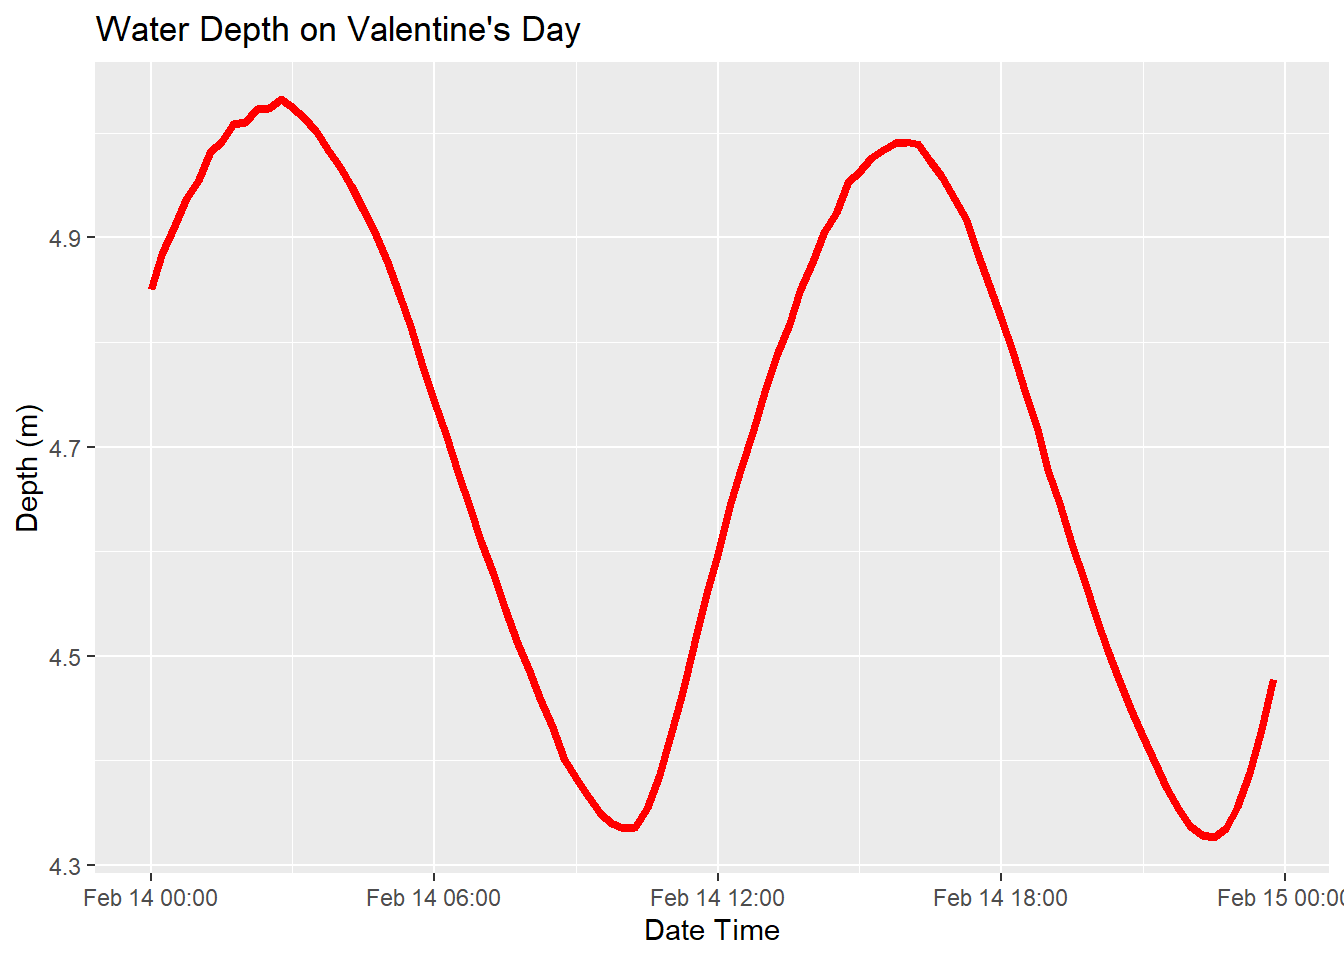 Water Depth on Valentine's Day
Depth (m)
4.9
4.7
4.5
4.3
Feb 14 00:00 Feb 14 06:00 Feb 14 12:00 Feb 14 18:00 Feb 15 00:00
Date Time